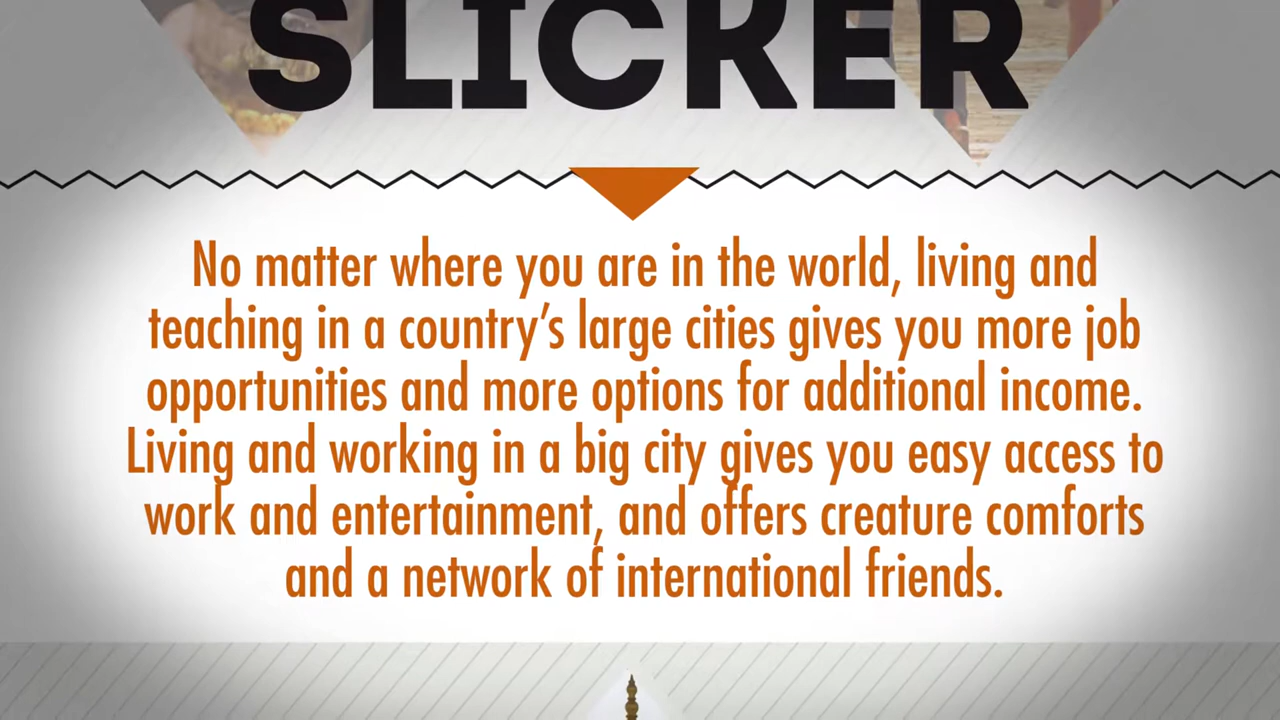 SLICKER
No matter where you are in the world, living and
teaching in a country’s large cities gives you more job
opportunities and more options for additional income.
Living and working in a big city gives you easy access to
work and entertainment, and offers creature comforts
and a network of international friends.